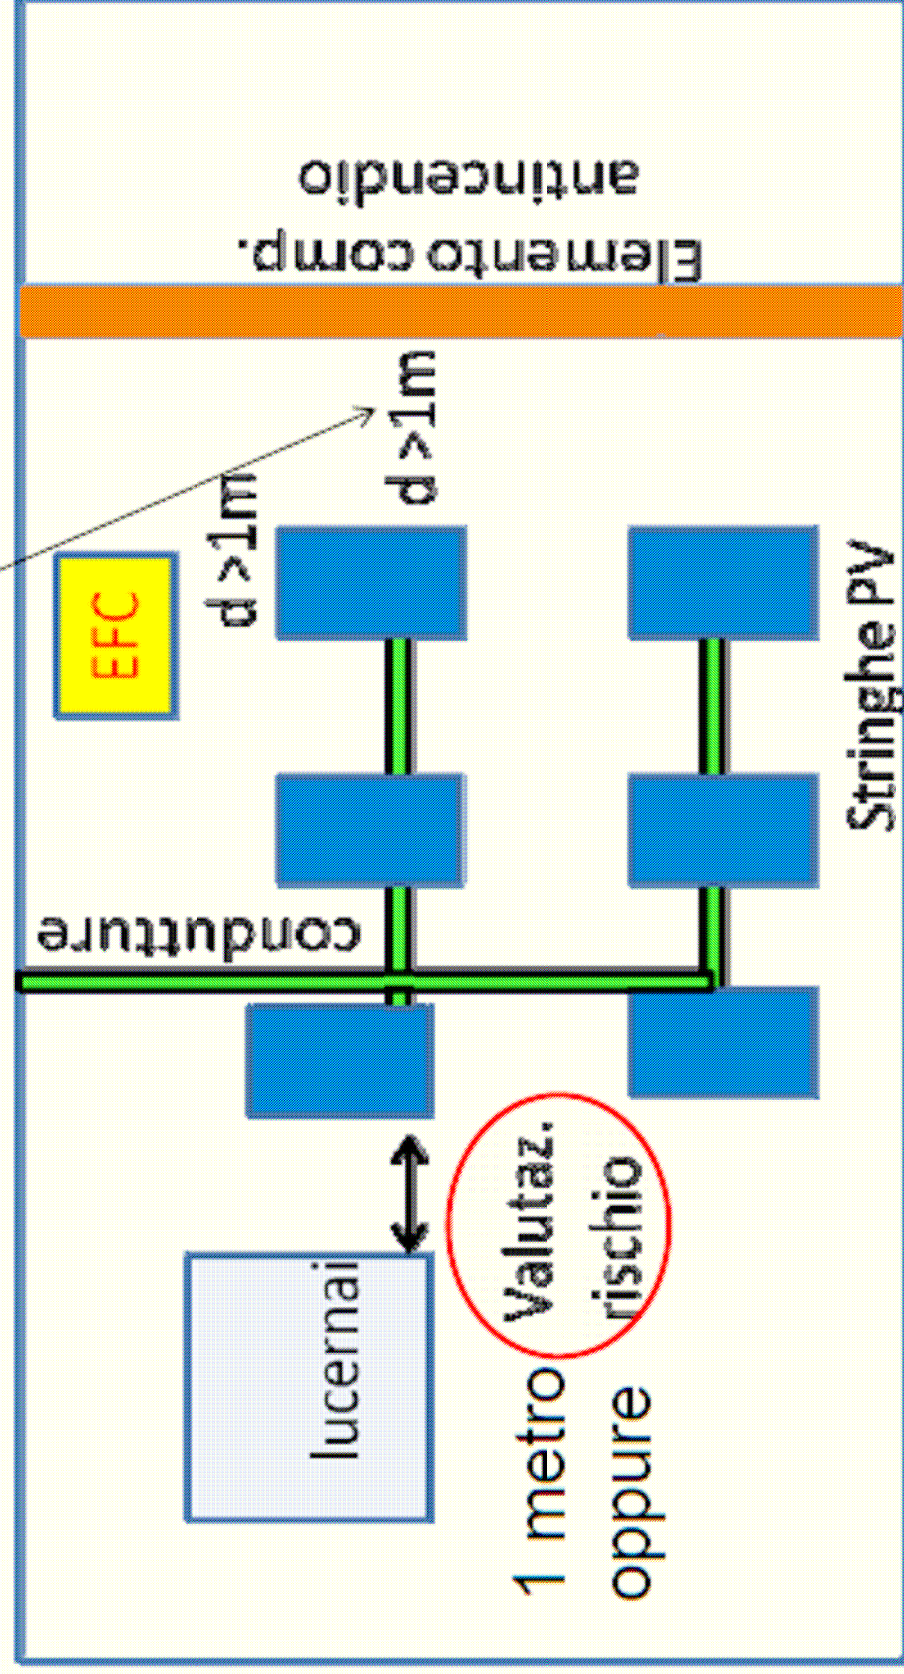 lucernai
1 metro
oppure
Valutaz.
rischio
condutture
EFC
d >1m
d >1m
Stringhe PV
Elemento comp.
antincendio